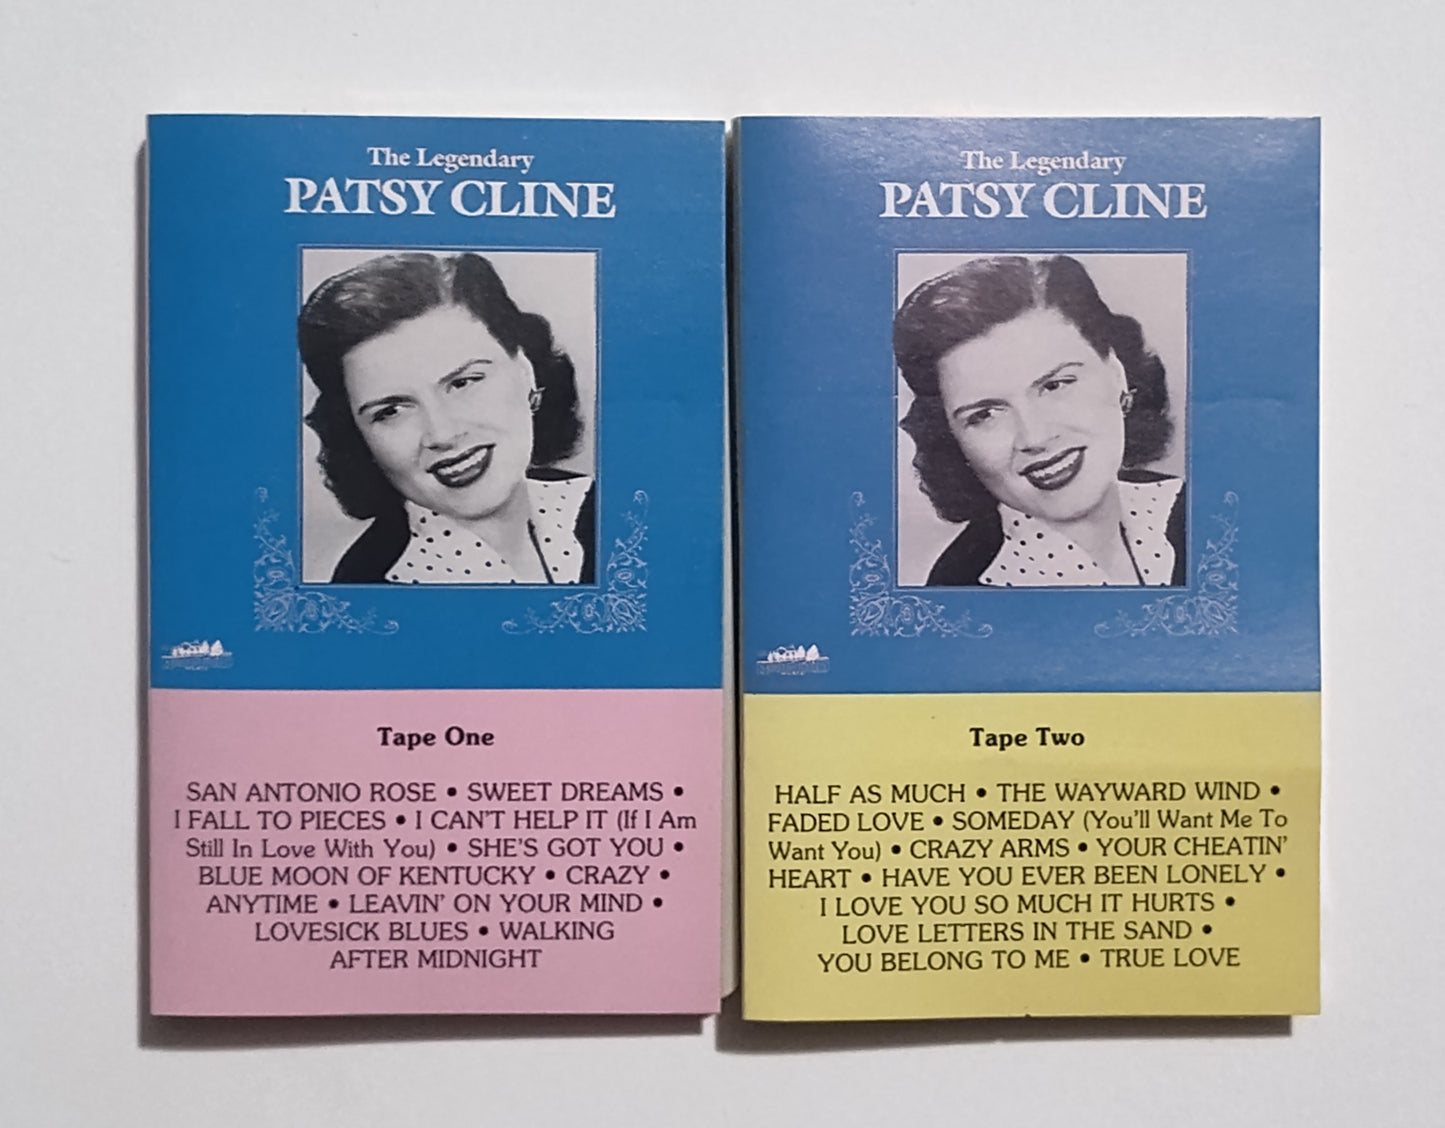 The Legendary
PATSY CLINE
Tape One
SAN ANTONIO ROSE • SWEET DREAMS •
I FALL TO PIECES • I CAN'T HELP IT (If I Am
Still In Love With You) • SHE'S GOT YOU •
BLUE MOON OF KENTUCKY • CRAZY •
ANYTIME • LEAVIN' ON YOUR MIND •
LOVESICK BLUES • WALKING
AFTER MIDNIGHT
The Legendary
PATSY CLINE
Tape Two
HALF AS MUCH • THE WAYWARD WIND •
FADED LOVE • SOMEDAY (You'll Want Me To
Want You) • CRAZY ARMS • YOUR CHEATIN'
HEART • HAVE YOU EVER BEEN LONELY •
I LOVE YOU SO MUCH IT HURTS •
LOVE LETTERS IN THE SAND •
YOU BELONG TO ME • TRUE LOVE